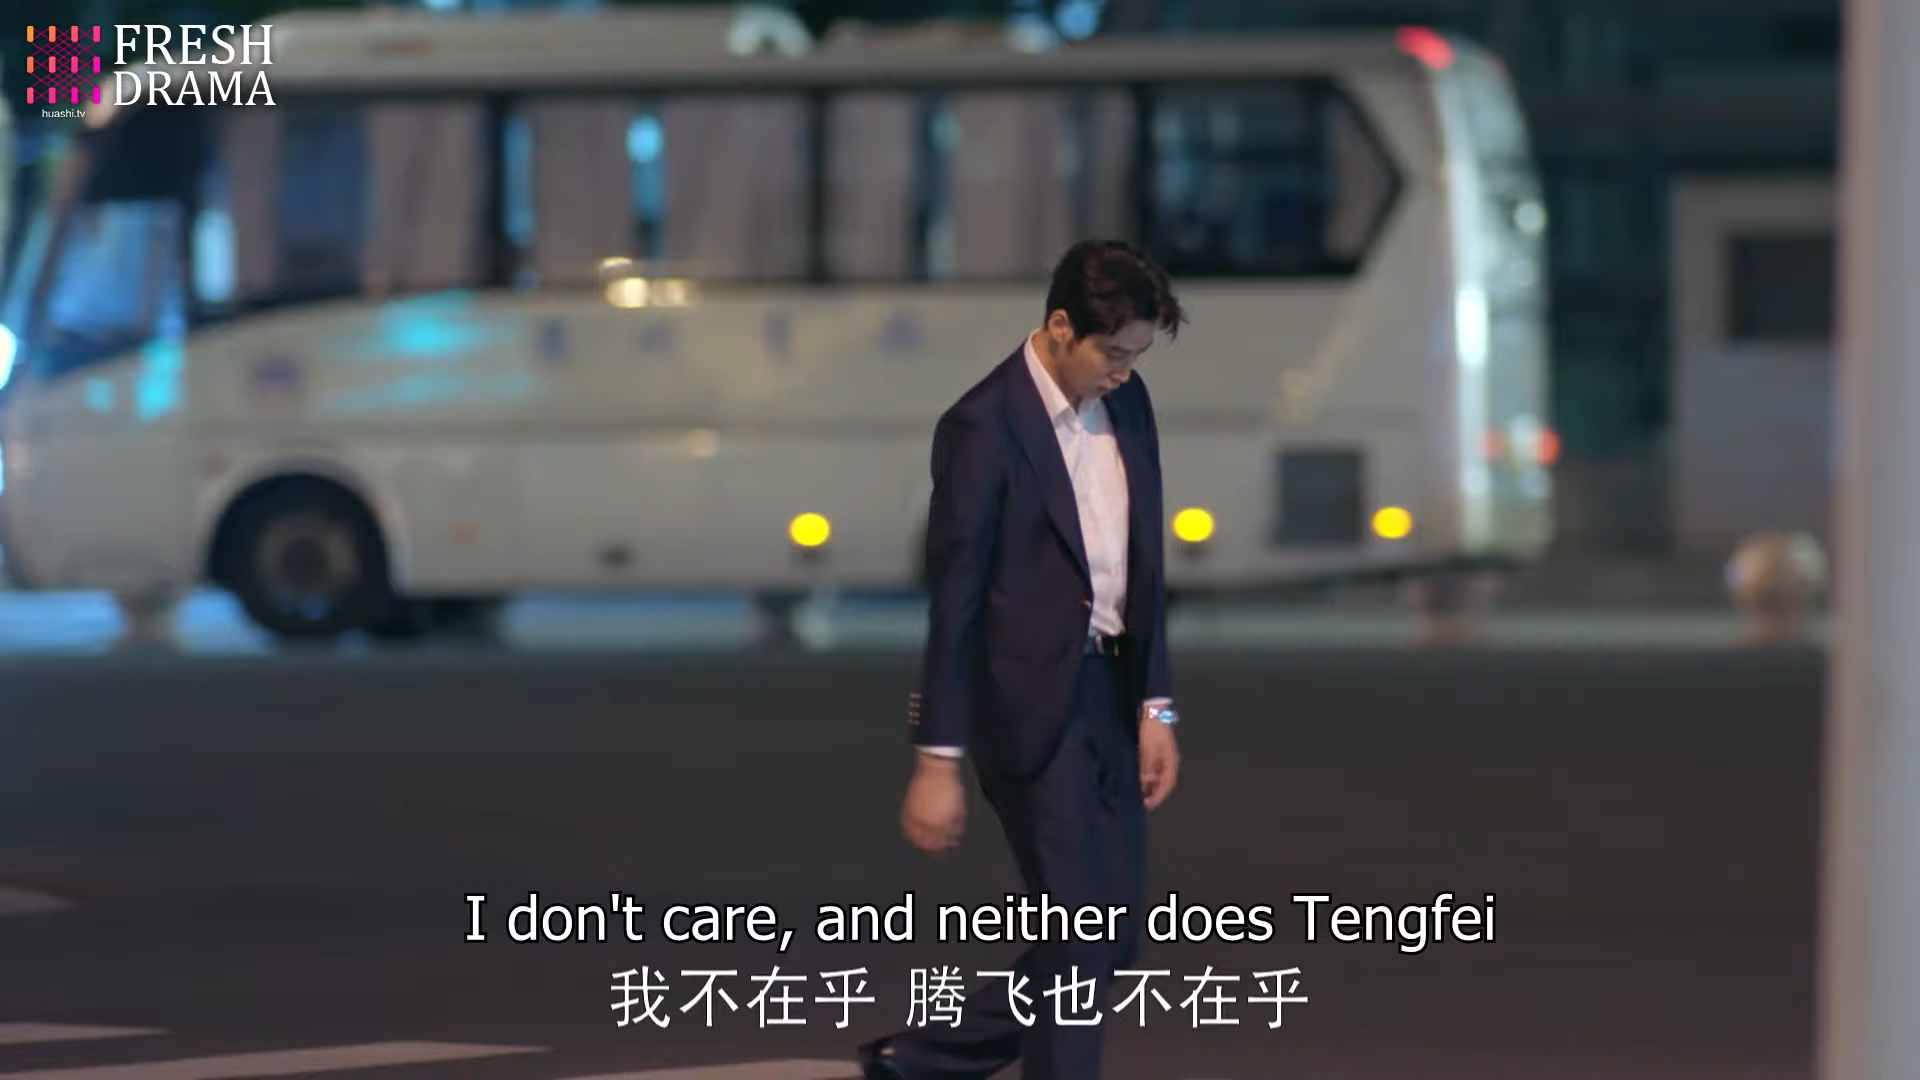 FRESH
DRAMA
huashi.tv
I don't care, and neither does Tengfei
我不在乎 腾飞也不在乎